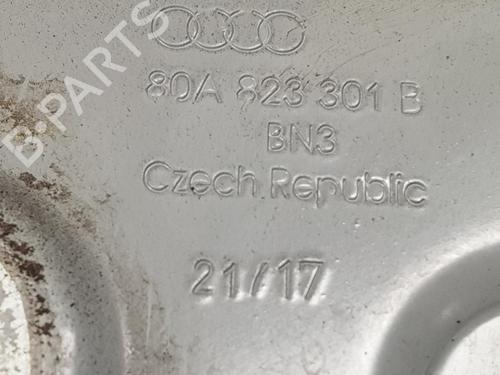 B-PARTS
80A 823 301 B
BN3
Czech Republic
21/17